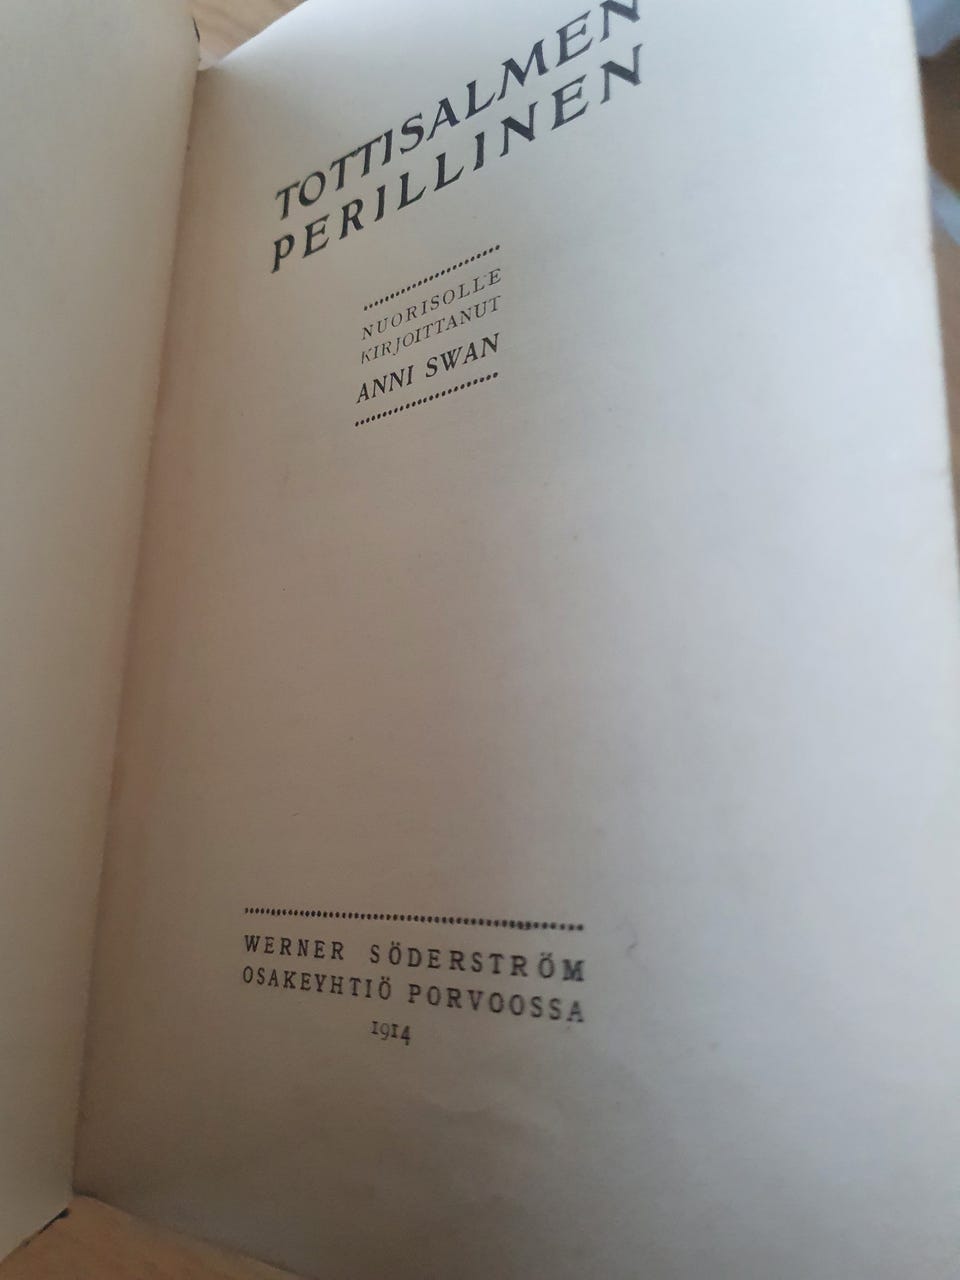 TOTTISALMEN
PERILLINEN
NUORISOLLE
KIRJOITTANUT
ANNI SWAN
WERNER SÖDERSTRÖM
OSAKEYHTIÖ PORVOOSSA
1914